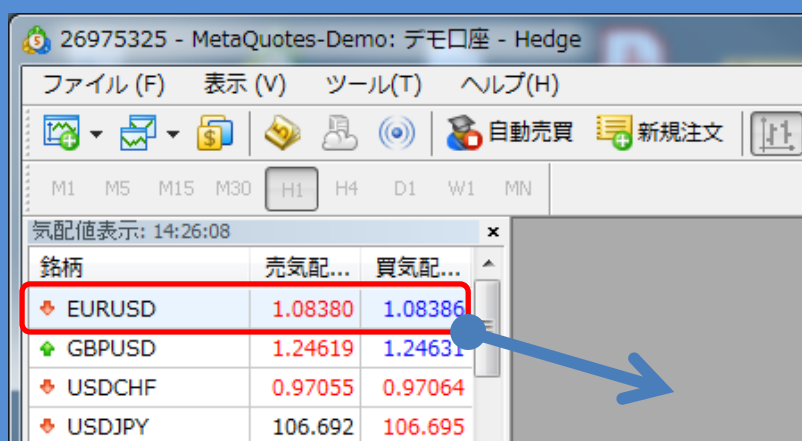 26975325 - MetaQuotes-Demo: デモ口座 - Hedge
ファイル (F) 表示 (V) ツール(T) ヘルプ(H)
自動売買 新規注文
M1 M5 M15 M30 H1 H4 D1 W1 MN
気配値表示: 14:26:08 ×
銘柄 売気配... 買気配...
EURUSD 1.08380 1.08386
GBPUSD 1.24619 1.24631
USDCHF 0.97055 0.97064
USDJPY 106.692 106.695